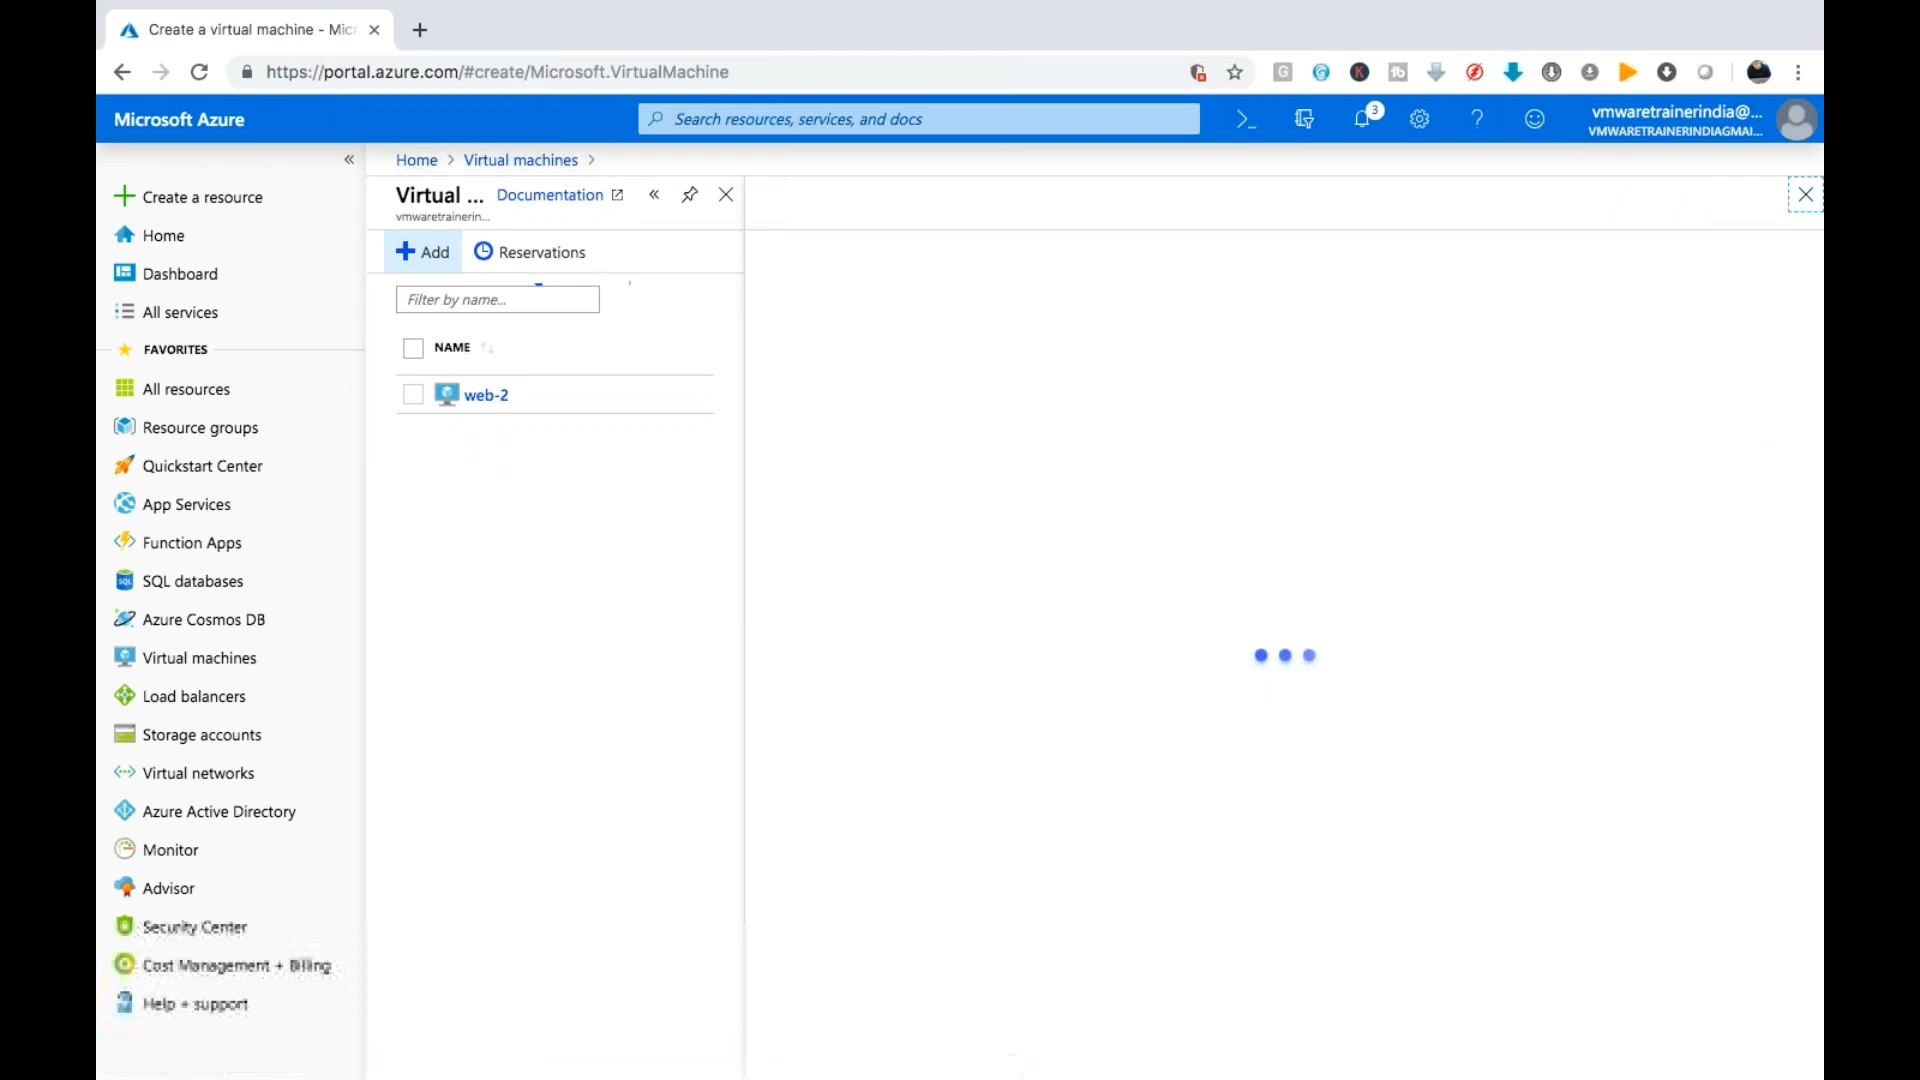 Create a virtual machine - Micr
https://portal.azure.com/#create/Microsoft.VirtualMachine
Microsoft Azure
Search resources, services, and docs
3
vmwaretrainerindia@...
VMWARETRAINERINDIAGMAI...
Home > Virtual machines >
Create a resource
Home
Dashboard
All services
FAVORITES
All resources
Resource groups
Quickstart Center
App Services
Function Apps
SQL databases
Azure Cosmos DB
Virtual machines
Load balancers
Storage accounts
Virtual networks
Azure Active Directory
Monitor
Advisor
Security Center
Cost Management + Billing
Help + support
Virtual ... Documentation
vmwaretrainerin...
Add Reservations
Filter by name...
NAME
web-2